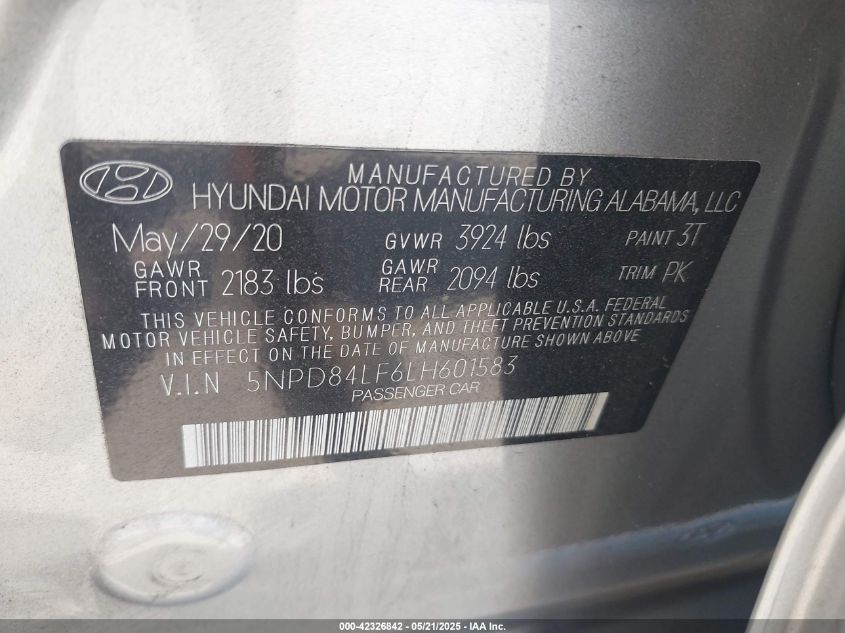 MANUFACTURED BY
HYUNDAI MOTOR MANUFACTURING ALABAMA, LLC
May/29/20 GVWR 3924 lbs PAINT 3T
GAWR FRONT 2183 lbs GAWR REAR 2094 lbs TRIM PK
THIS VEHICLE CONFORMS TO ALL APPLICABLE U.S.A. FEDERAL
MOTOR VEHICLE SAFETY, BUMPER, AND THEFT PREVENTION STANDARDS
IN EFFECT ON THE DATE OF MANUFACTURE SHOWN ABOVE
V.I.N 5NPD84LF6LH601583
PASSENGER CAR
000-42326842 - 05/21/2025 - IAA Inc.